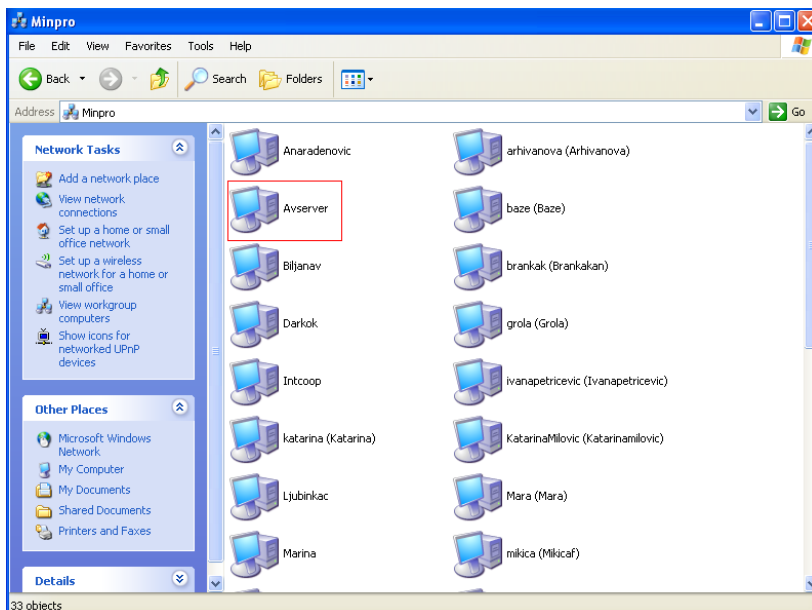 Minpro
File Edit View Favorites Tools Help
Back Search Folders
Address Minpro Go
Network Tasks
Add a network place
View network
connections
Set up a home or small
office network
Set up a wireless
network for a home or
small office
View workgroup
computers
Show icons for
networked UPnP
devices
Other Places
Microsoft Windows
Network
My Computer
My Documents
Shared Documents
Printers and Faxes
Details
Anaradenovic arhivanova (Arhivanova)
Avserver baze (Baze)
Biljanav brankak (Brankakan)
Darkok grola (Grola)
Intcoop ivanapetricevic (Ivanapetricevic)
katarina (Katarina) KatarinaMilovic (Katarinamilovic)
Ljubinkac Mara (Mara)
Marina mikica (Mikicaf)
33 objects